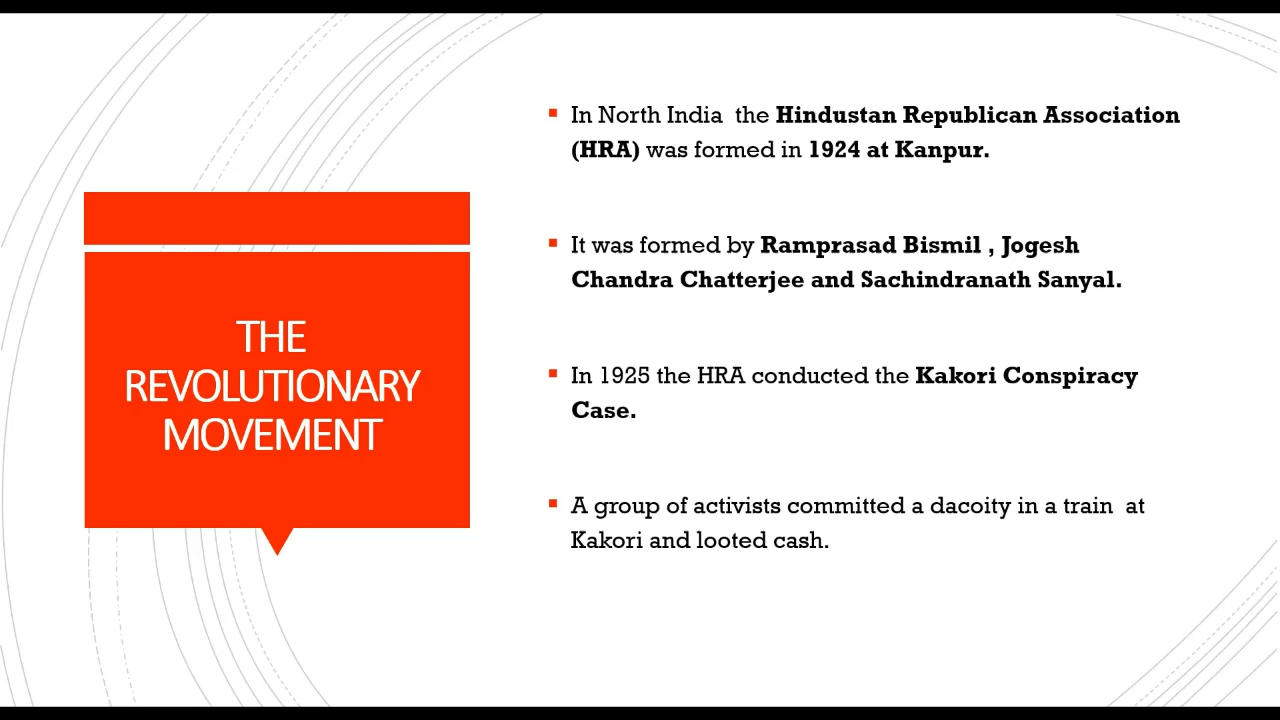 THE
REVOLUTIONARY
MOVEMENT
In North India the Hindustan Republican Association
(HRA) was formed in 1924 at Kanpur.
It was formed by Ramprasad Bismil , Jogesh
Chandra Chatterjee and Sachindranath Sanyal.
In 1925 the HRA conducted the Kakori Conspiracy
Case.
A group of activists committed a dacoity in a train at
Kakori and looted cash.